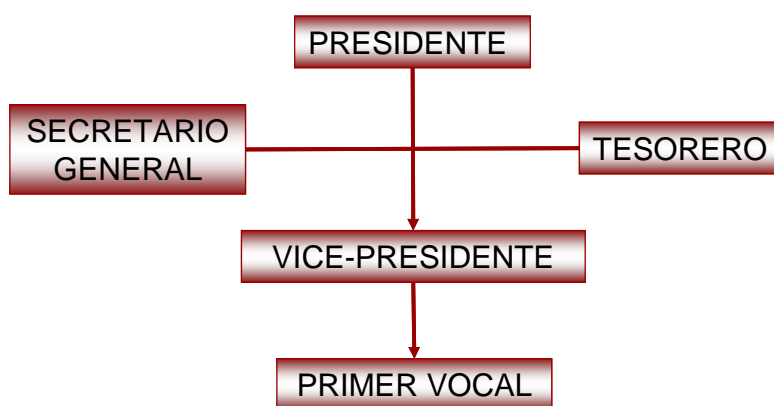 PRESIDENTE
SECRETARIO
GENERAL
TESORERO
VICE-PRESIDENTE
PRIMER VOCAL